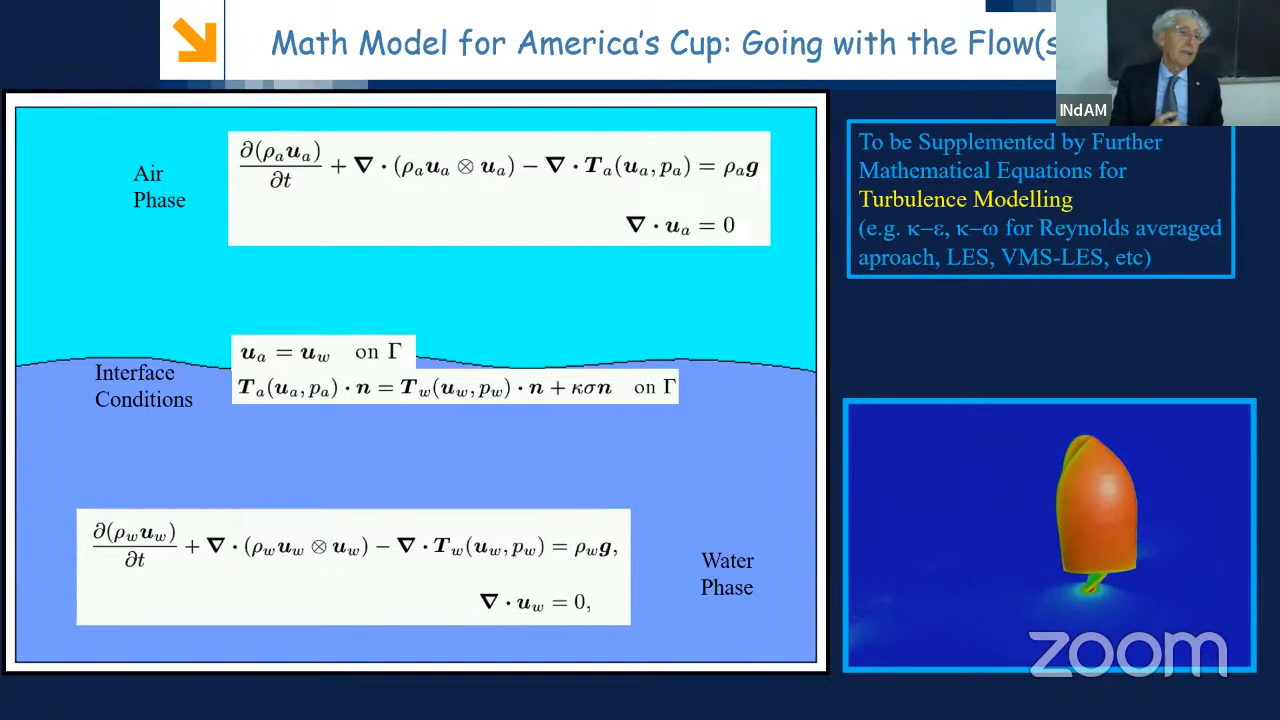 Math Model for America's Cup: Going with the Flow(s
INdAM
Air
Phase
∂(ρₐuₐ)/∂t + ∇ · (ρₐuₐ ⊗ uₐ) − ∇ · Tₐ(uₐ, pₐ) = ρₐg
∇ · uₐ = 0
To be Supplemented by Further
Mathematical Equations for
Turbulence Modelling
(e.g. κ–ε, κ–ω for Reynolds averaged
aproach, LES, VMS-LES, etc)
Interface
Conditions
uₐ = u_w on Γ
Tₐ(uₐ, pₐ) · n = T_w(u_w, p_w) · n + κσn on Γ
∂(ρ_w u_w)/∂t + ∇ · (ρ_w u_w ⊗ u_w) − ∇ · T_w(u_w, p_w) = ρ_w g,
∇ · u_w = 0,
Water
Phase
zoom